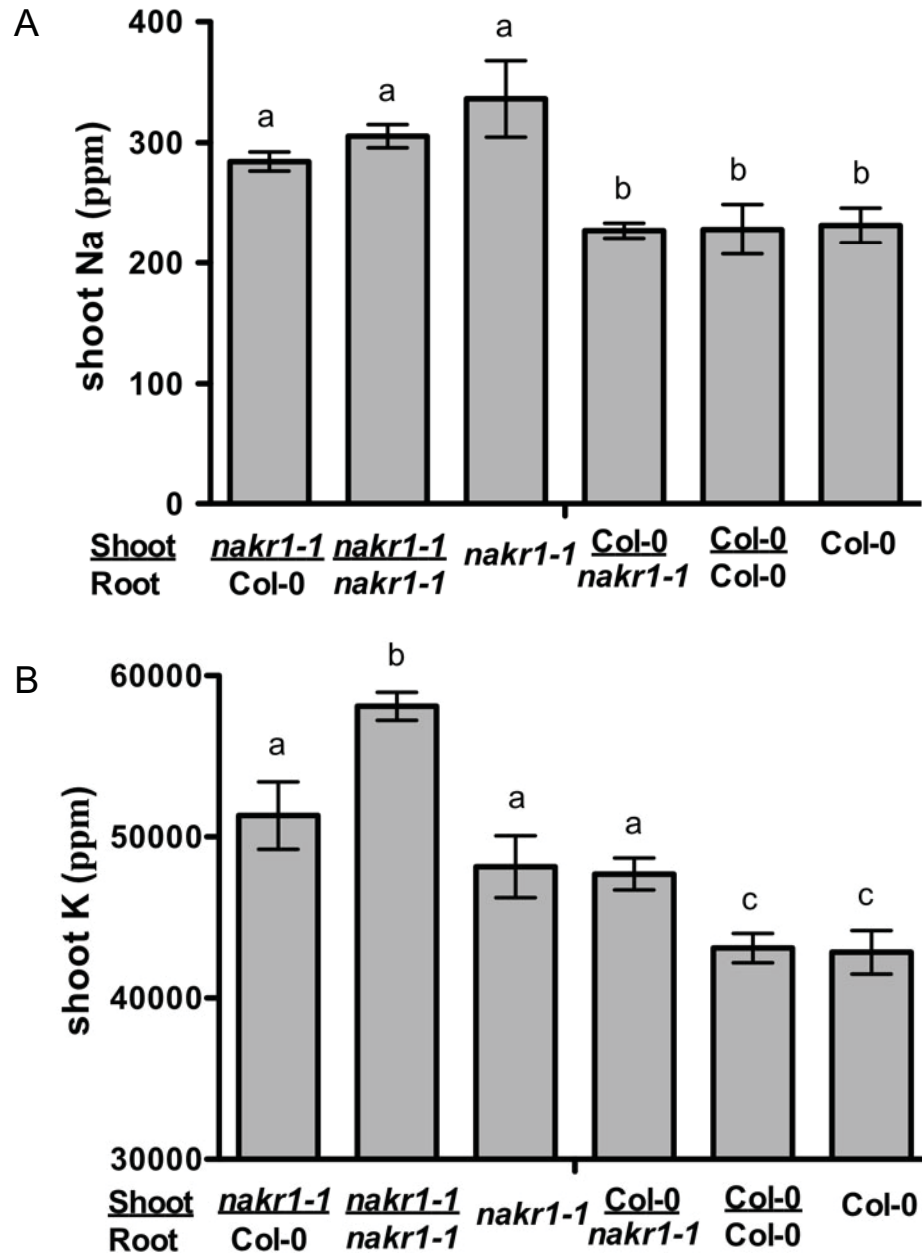 A
400
300
200
100
0
shoot Na (ppm)
a
a
a
b
b
b
Shoot nakr1-1 nakr1-1 nakr1-1 Col-0 Col-0 Col-0
Root Col-0 nakr1-1 nakr1-1 Col-0
B
60000
50000
40000
30000
shoot K (ppm)
a
b
a
a
c
c
Shoot nakr1-1 nakr1-1 nakr1-1 Col-0 Col-0 Col-0
Root Col-0 nakr1-1 nakr1-1 Col-0